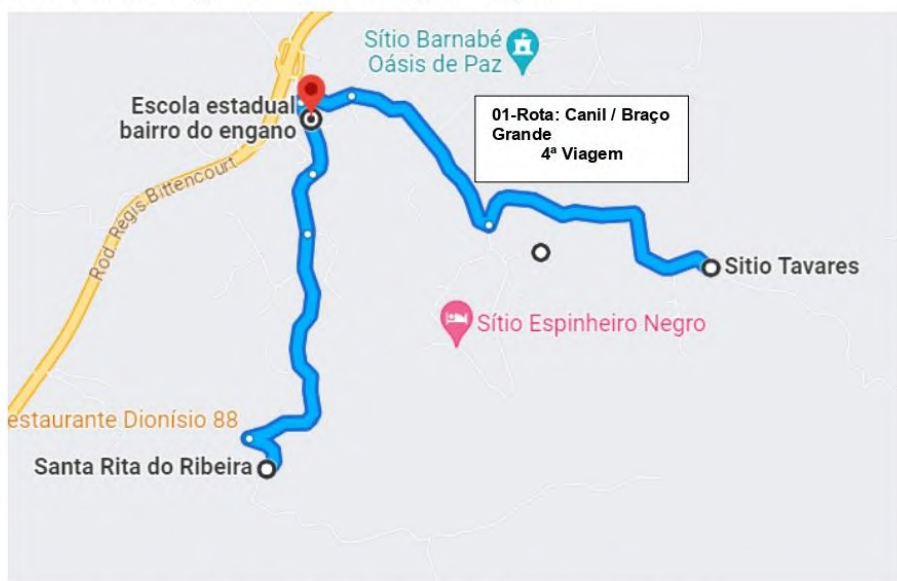 Sítio Barnabé
Oásis de Paz
Escola estadual
bairro do engano
01-Rota: Canil / Braço
Grande
4ª Viagem
Rod. Régis Bittencourt
Sitio Tavares
Sítio Espinheiro Negro
estaurante Dionísio 88
Santa Rita do Ribeira